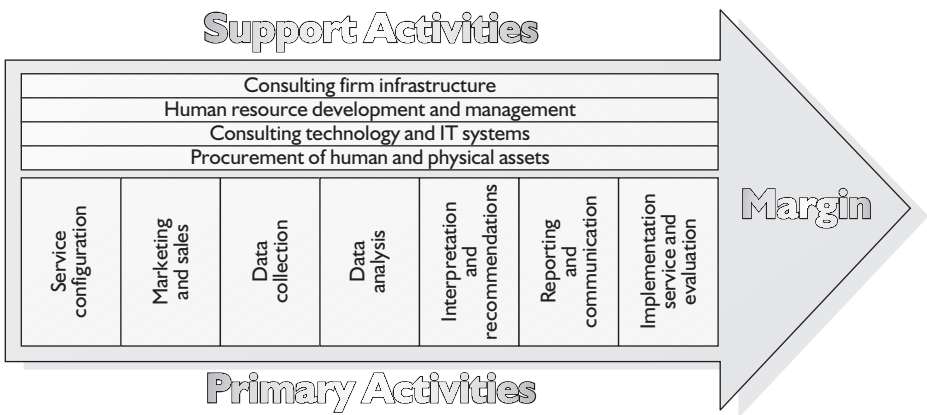 Support Activities
Consulting firm infrastructure
Human resource development and management
Consulting technology and IT systems
Procurement of human and physical assets
Service
configuration
Marketing
and sales
Data
collection
Data
analysis
Interpretation
and
recommendations
Reporting
and
communication
Implementation
service and
evaluation
Margin
Primary Activities